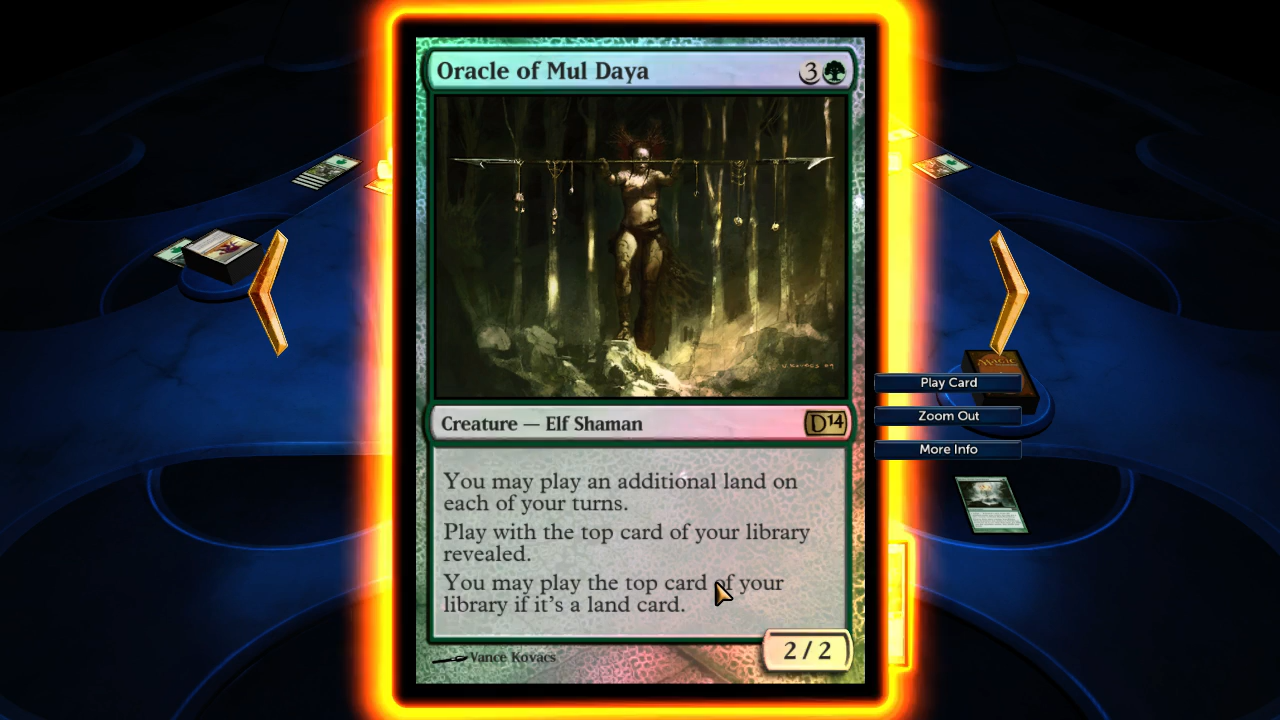 Oracle of Mul Daya 3
V. KOVACS 09
Creature — Elf Shaman D14
You may play an additional land on
each of your turns.
Play with the top card of your library
revealed.
You may play the top card of your
library if it's a land card.
2 / 2
Vance Kovacs
Play Card
Zoom Out
More Info